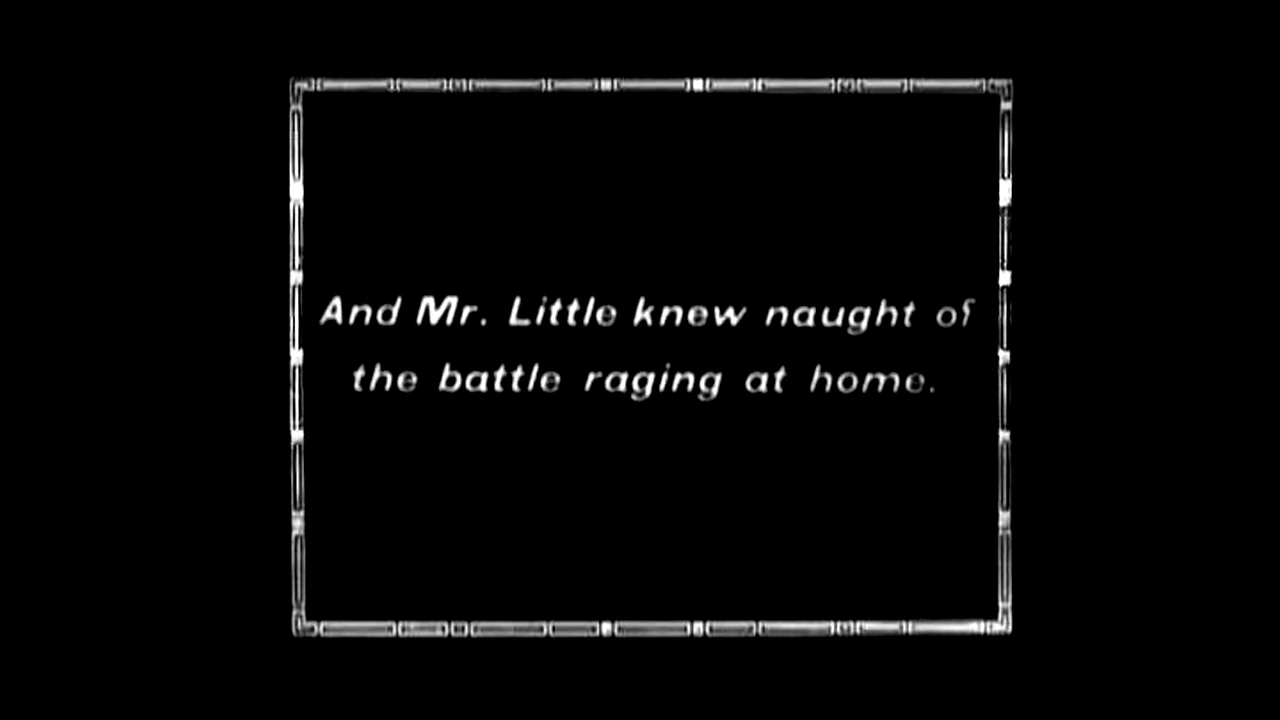 And Mr. Little knew naught of
the battle raging at home.